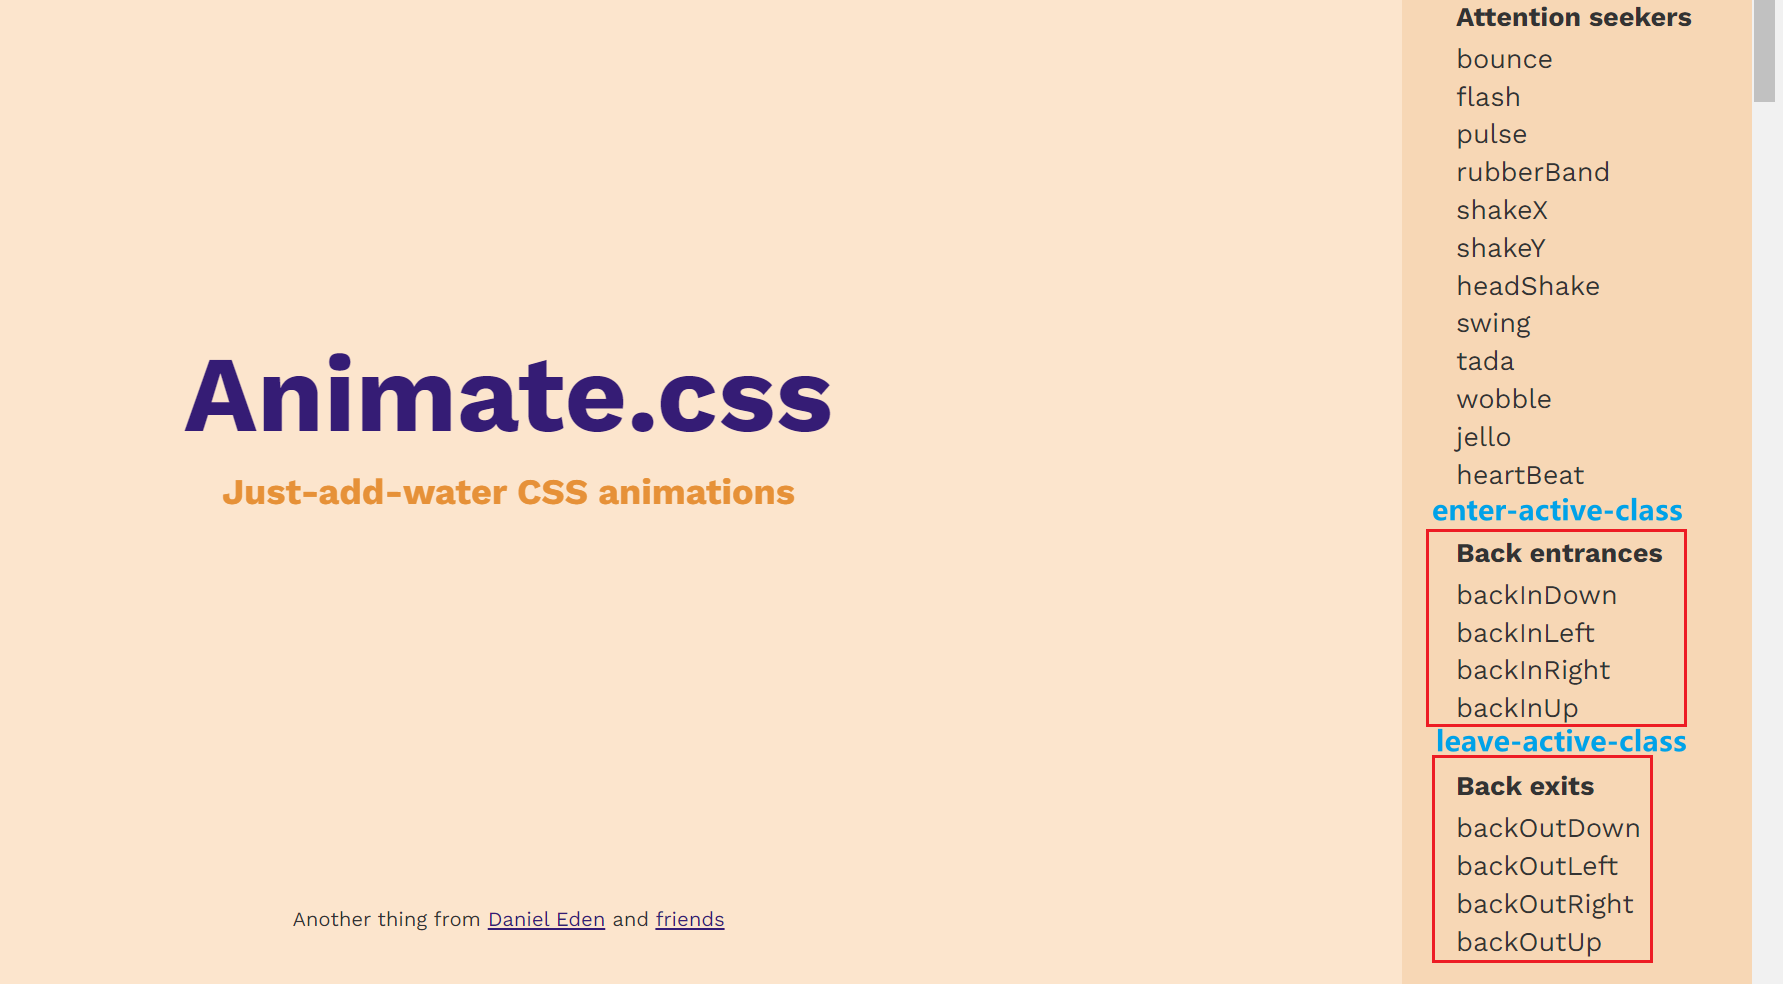 Animate.css
Just-add-water CSS animations
Another thing from Daniel Eden and friends
Attention seekers
bounce
flash
pulse
rubberBand
shakeX
shakeY
headShake
swing
tada
wobble
jello
heartBeat
enter-active-class
Back entrances
backInDown
backInLeft
backInRight
backInUp
leave-active-class
Back exits
backOutDown
backOutLeft
backOutRight
backOutUp